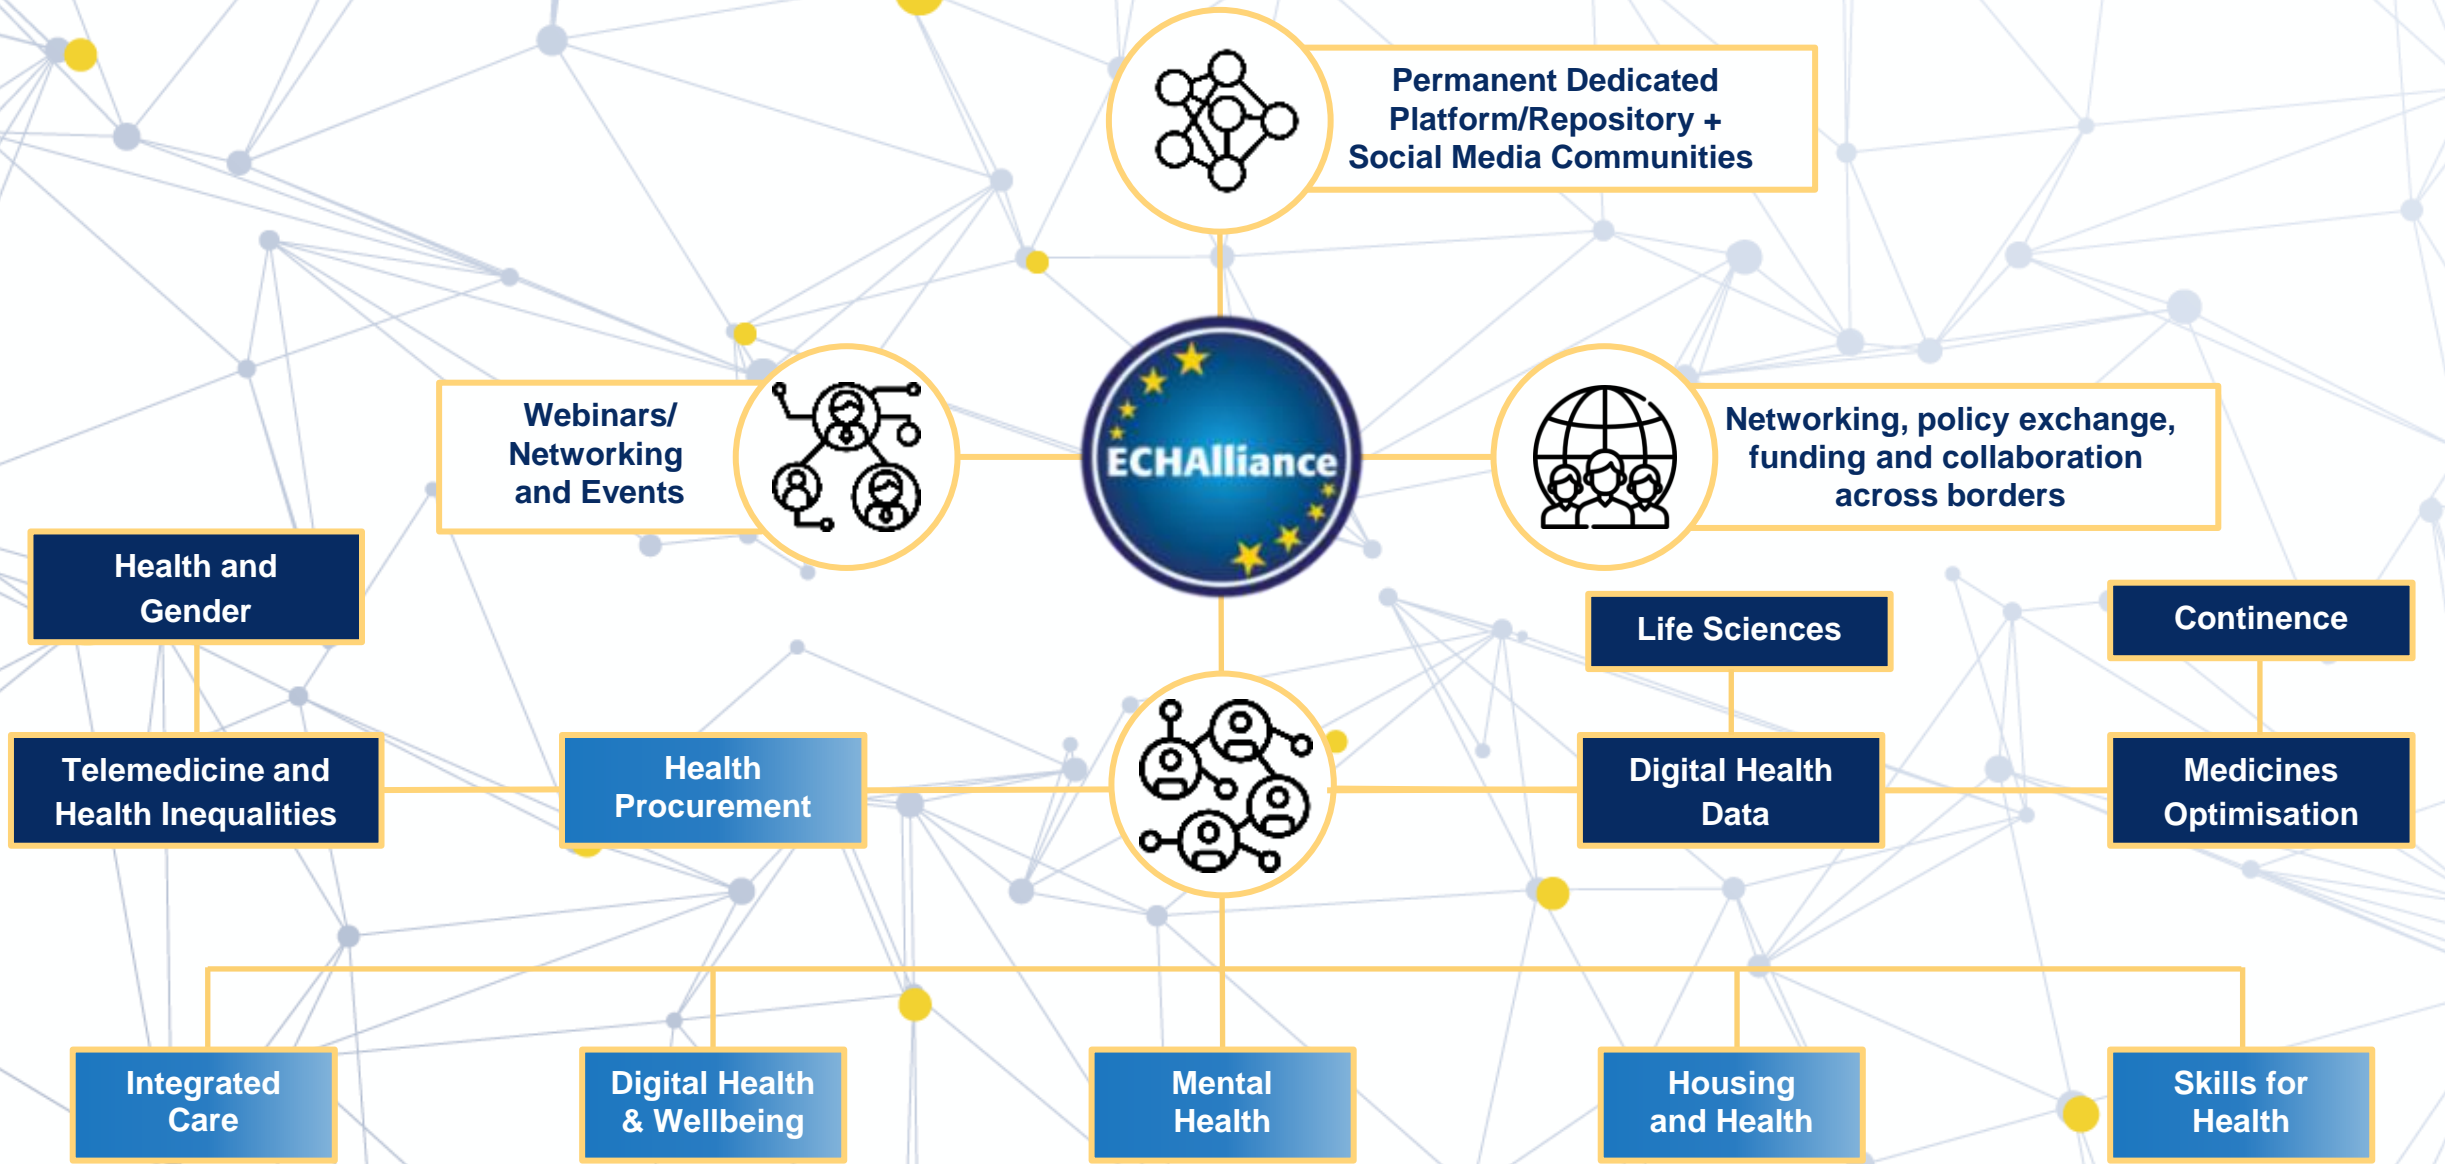 Permanent Dedicated
Platform/Repository +
Social Media Communities
Webinars/
Networking
and Events
ECHAlliance
Networking, policy exchange,
funding and collaboration
across borders
Health and
Gender
Life Sciences
Continence
Telemedicine and
Health Inequalities
Health
Procurement
Digital Health
Data
Medicines
Optimisation
Integrated
Care
Digital Health
& Wellbeing
Mental
Health
Housing
and Health
Skills for
Health